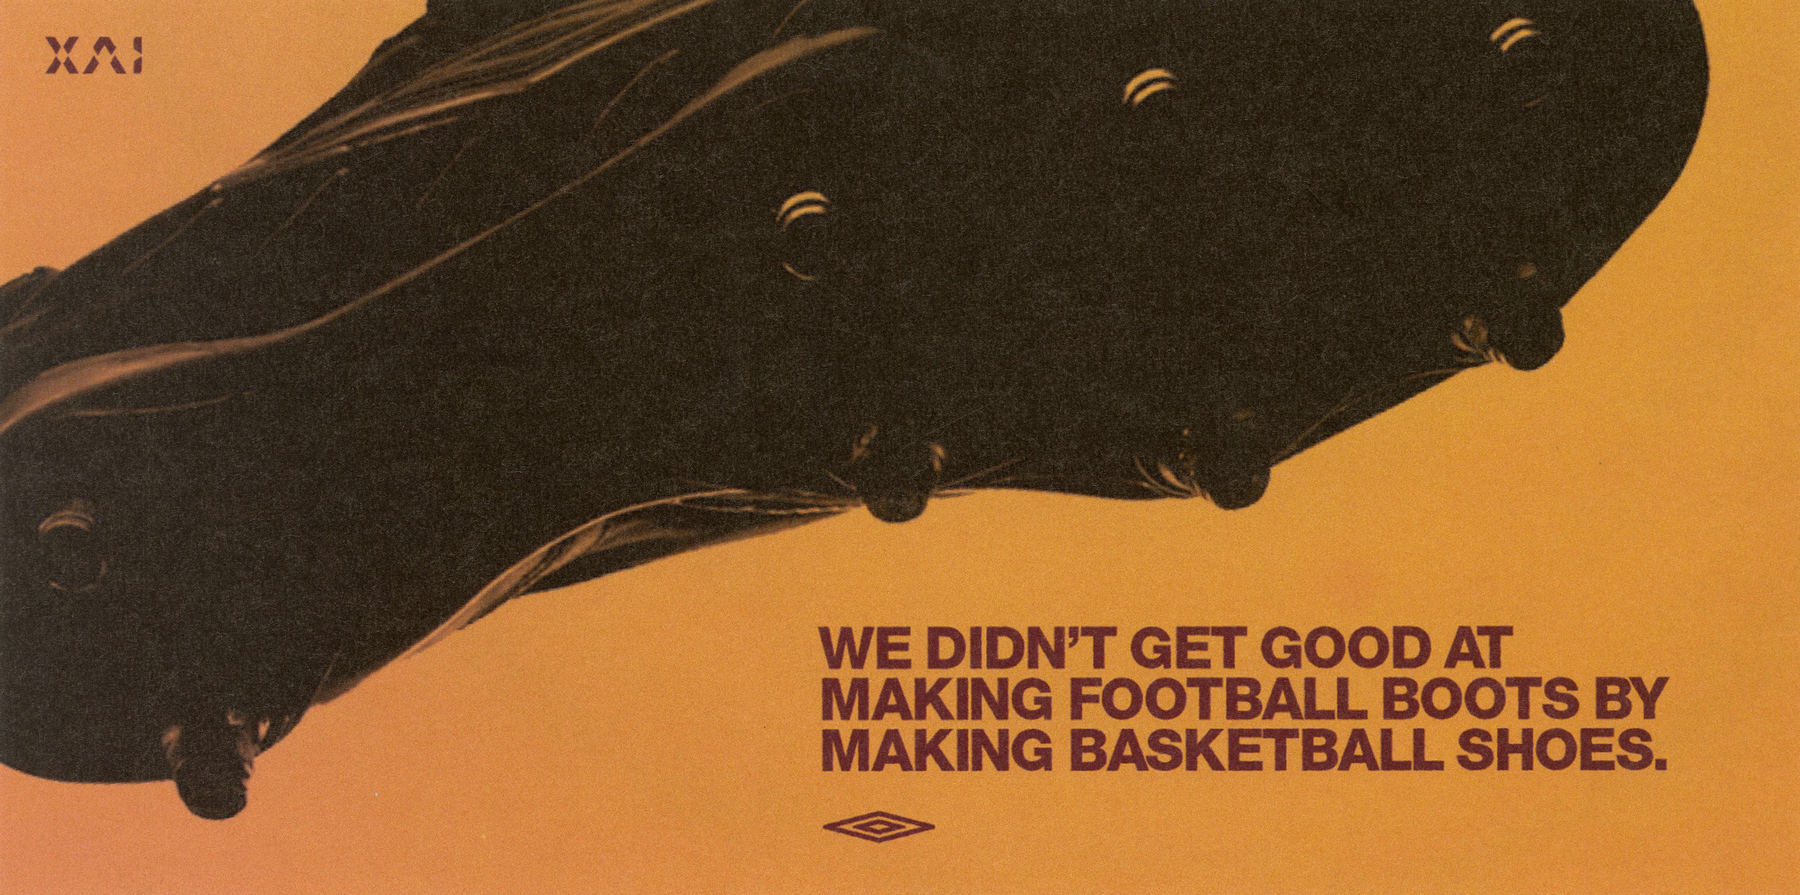 XAI
WE DIDN’T GET GOOD AT
MAKING FOOTBALL BOOTS BY
MAKING BASKETBALL SHOES.